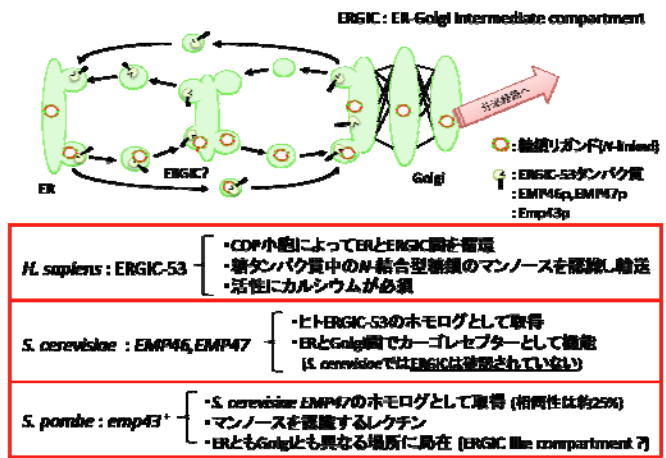 ERGIC : ER-Golgi Intermediate compartment
分泌経路へ
ER
ERGIC?
Golgi
:糖鎖リガンド(N-linked)
:ERGIC-53タンパク質
:EMP46p,EMP47p
:Emp43p
H. sapiens : ERGIC-53
・COP小胞によってERとERGIC間を循環
・糖タンパク質中のN-結合型糖鎖のマンノースを認識し輸送
・活性にカルシウムが必須
S. cerevisiae : EMP46,EMP47
・ヒトERGIC-53のホモログとして取得
・ERとGolgi間でカーゴレセプターとして機能
(S. cerevisiaeではERGICは確認されていない)
S. pombe : emp43+
・S. cerevisiae EMP47のホモログとして取得 (相同性は約25%)
・マンノースを認識するレクチン
・ERともGolgiとも異なる場所に局在 (ERGIC like compartment ?)